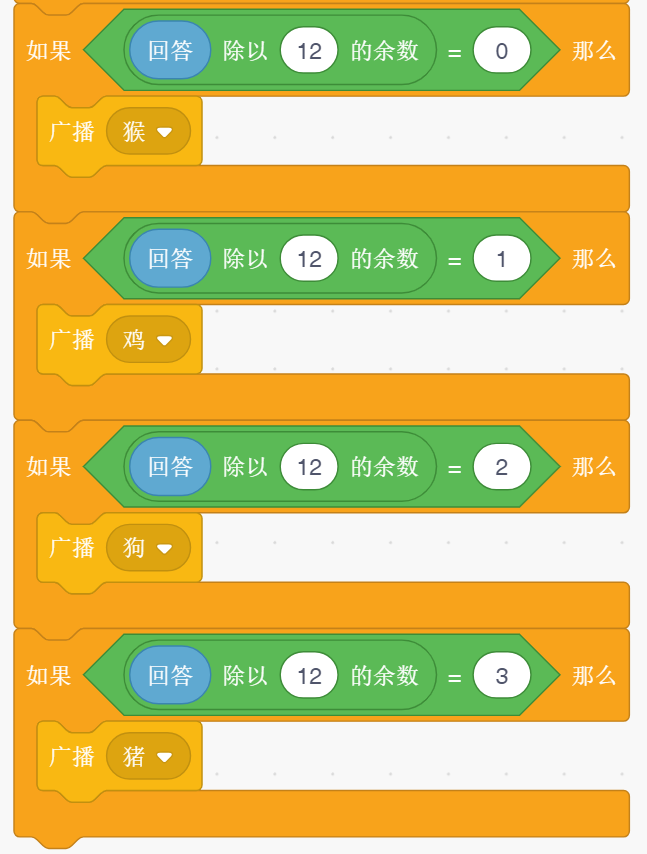 如果 回答 除以 12 的余数 = 0 那么
广播 猴
如果 回答 除以 12 的余数 = 1 那么
广播 鸡
如果 回答 除以 12 的余数 = 2 那么
广播 狗
如果 回答 除以 12 的余数 = 3 那么
广播 猪